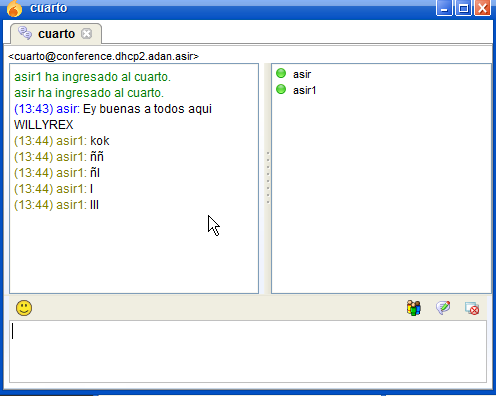 cuarto
cuarto
<cuarto@conference.dhcp2.adan.asir>
asir1 ha ingresado al cuarto.
asir ha ingresado al cuarto.
(13:43) asir: Ey buenas a todos aqui
WILLYREX
(13:44) asir1: kok
(13:44) asir1: ññ
(13:44) asir1: ñl
(13:44) asir1: l
(13:44) asir1: lll
asir
asir1